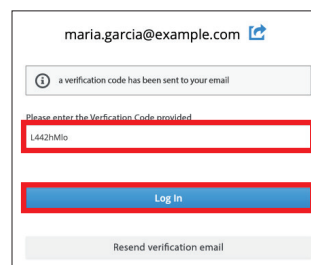 maria.garcia@example.com
a verification code has been sent to your email
Please enter the Verfication Code provided
L442hMlo
Log In
Resend verification email